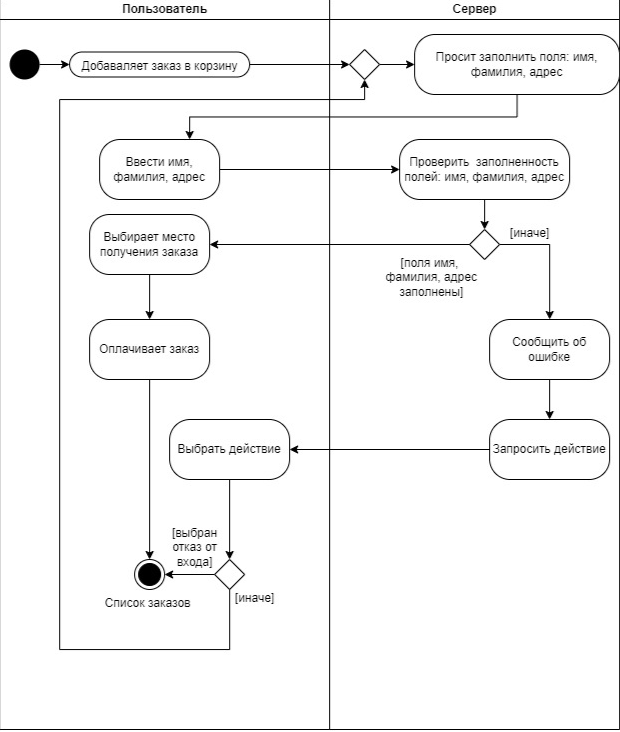 Пользователь
Сервер
Добаваляет заказ в корзину
Просит заполнить поля: имя,
фамилия, адрес
Ввести имя,
фамилия, адрес
Проверить заполненность
полей: имя, фамилия, адрес
Выбирает место
получения заказа
[иначе]
[поля имя,
фамилия, адрес
заполнены]
Оплачивает заказ
Сообщить об
ошибке
Выбрать действие
Запросить действие
[выбран
отказ от
входа]
[иначе]
Список заказов